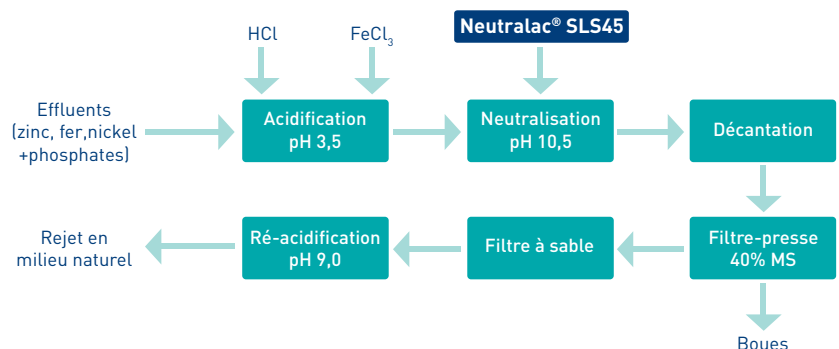 HCl
FeCl₃
Neutralac® SLS45
Effluents
(zinc, fer,nickel
+phosphates)
Acidification
pH 3,5
Neutralisation
pH 10,5
Décantation
Rejet en
milieu naturel
Ré-acidification
pH 9,0
Filtre à sable
Filtre-presse
40% MS
Boues